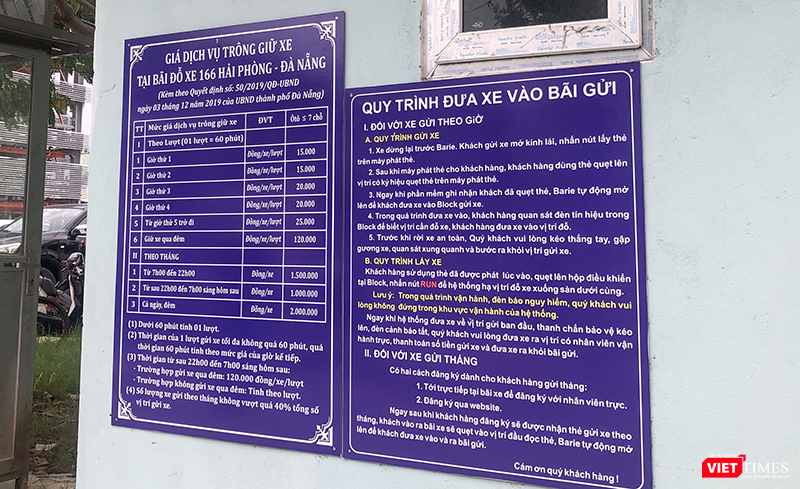 GIÁ DỊCH VỤ TRÔNG GIỮ XE
TẠI BÃI ĐỖ XE 166 HẢI PHÒNG - ĐÀ NẴNG
(Kèm theo Quyết định số: 50/2019/QĐ-UBND
ngày 03 tháng 12 năm 2019 của UBND thành phố Đà Nẵng)
TT Mức giá dịch vụ trông giữ xe ĐVT Ôtô ≤ 7 chỗ
I Theo Lượt (01 lượt = 60 phút)
1 Giờ thứ 1 Đồng/xe/lượt 15.000
2 Giờ thứ 2 Đồng/xe/lượt 15.000
3 Giờ thứ 3 Đồng/xe/lượt 20.000
4 Giờ thứ 4 Đồng/xe/lượt 20.000
5 Từ giờ thứ 5 trở đi Đồng/xe/lượt 25.000
6 Giữ xe qua đêm Đồng/xe/lượt 120.000
II THEO THÁNG
1 Từ 7h00 đến 22h00 Đồng/xe 1.500.000
2 Từ sau 22h00 đến 7h00 sáng hôm sau Đồng/xe 1.000.000
3 Cả ngày, đêm Đồng/xe 2.000.000
(1) Dưới 60 phút tính 01 lượt.
(2) Thời gian của 1 lượt gửi xe tối đa không quá 60 phút, quá
thời gian 60 phút tính theo mức giá của giờ kế tiếp.
(3) Thời gian từ sau 22h00 đến 7h00 sáng hôm sau:
- Trường hợp gửi xe qua đêm: 120.000 đồng/xe/lượt
- Trường hợp không gửi xe qua đêm: Tính theo lượt.
(4) Số lượng xe gửi theo tháng không vượt quá 40% tổng số
vị trí gửi xe.
QUY TRÌNH ĐƯA XE VÀO BÃI GỬI
I. ĐỐI VỚI XE GỬI THEO GIỜ
A. QUY TRÌNH GỬI XE
1. Xe dừng lại trước Barie. Khách gửi xe mở kính lái, nhấn nút lấy thẻ
trên máy phát thẻ.
2. Sau khi máy phát thẻ cho khách hàng, khách hàng dùng thẻ quẹt lên
vị trí có ký hiệu quẹt thẻ trên máy phát thẻ.
3. Ngay khi phần mềm ghi nhận khách đã quẹt thẻ, Barie tự động mở
lên để khách đưa xe vào Block gửi xe.
4. Trong quá trình đưa xe vào, khách hàng quan sát đèn tín hiệu trong
Block để biết vị trí cần đỗ xe, khách hàng đưa xe vào vị trí đỗ.
5. Trước khi rời xe an toàn, Quý khách vui lòng kéo thắng tay, gập
gương xe, quan sát xung quanh và bước ra khỏi vị trí gửi xe.
B. QUY TRÌNH LẤY XE
Khách hàng sử dụng thẻ đã được phát lúc vào, quẹt lên hộp điều khiển
tại Block, nhấn nút RUN để hệ thống hạ vị trí đỗ xe xuống sàn dưới cùng.
Lưu ý: Trong quá trình vận hành, đèn báo nguy hiểm, quý khách vui
lòng không đứng trong khu vực vận hành của hệ thống.
Ngay khi hệ thống đưa xe về vị trí gửi ban đầu, thanh chắn bảo vệ kéo
lên, đèn cảnh báo tắt, quý khách vui lòng đưa xe ra vị trí có nhân viên vận
hành trực, thanh toán số tiền gửi xe và đưa xe ra khỏi bãi gửi.
II. ĐỐI VỚI XE GỬI THÁNG
Có hai cách đăng ký dành cho khách hàng gửi tháng:
1. Tới trực tiếp tại bãi xe để đăng ký với nhân viên trực.
2. Đăng ký qua website.
Ngay sau khi khách hàng đăng ký sẽ được nhận thẻ gửi xe theo
tháng, khách vào ra bãi xe sẽ quẹt vào vị trí đầu đọc thẻ, Barie tự động mở
lên để khách đưa xe vào và ra bãi gửi.
Cám ơn quý khách hàng !
VIETTIMES